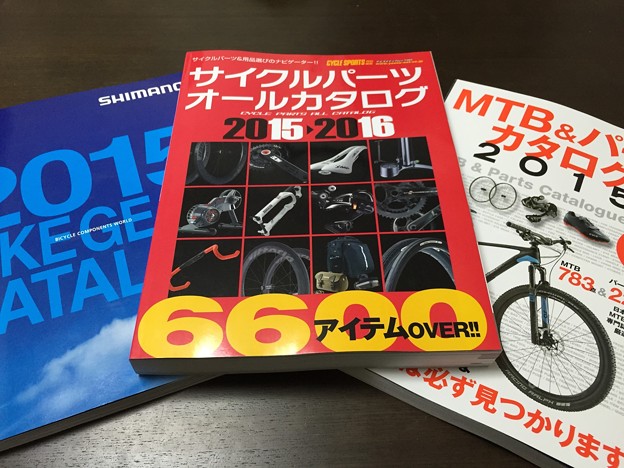 SHIMANO
2015
BICYCLE COMPONENTS WORLD
サイクルパーツ&用品選びのナビゲーター!!
CYCLE SPORTS
サイクルパーツ
オールカタログ
CYCLE PARTS ALL CATALOG
2015▶2016
6600
アイテムOVER!!
MTB&パ
カタログ
2015
& Parts Catalogue
MTB
783
&
RACING RALPH
は必ず見つかります